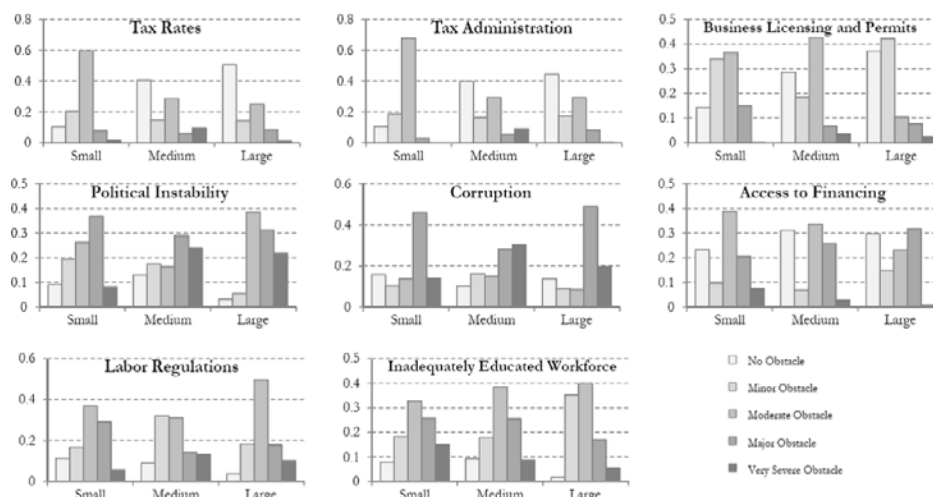 Tax Rates
0.8
0.6
0.4
0.2
0
Small Medium Large
Tax Administration
0.8
0.6
0.4
0.2
0
Small Medium Large
Business Licensing and Permits
0.5
0.4
0.3
0.2
0.1
0
Small Medium Large
Political Instability
0.5
0.4
0.3
0.2
0.1
0
Small Medium Large
Corruption
0.6
0.4
0.2
0
Small Medium Large
Access to Financing
0.5
0.4
0.3
0.2
0.1
0
Small Medium Large
Labor Regulations
0.6
0.4
0.2
0
Small Medium Large
Inadequately Educated Workforce
0.5
0.4
0.3
0.2
0.1
0
Small Medium Large
No Obstacle
Minor Obstacle
Moderate Obstacle
Major Obstacle
Very Severe Obstacle